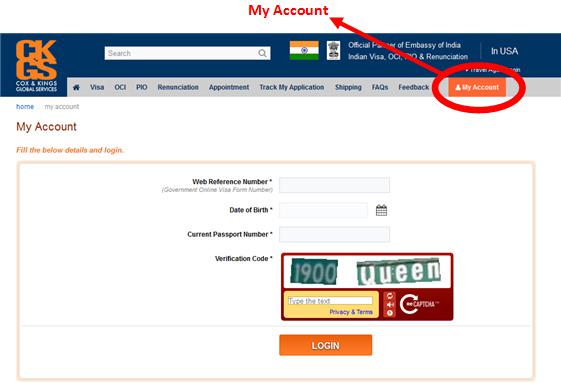 My Account
CKGS
COX & KINGS
GLOBAL SERVICES
Search
Official Partner of Embassy of India
Indian Visa, OCI, PIO & Renunciation
In USA
Travel
Visa OCI PIO Renunciation Appointment Track My Application Shipping FAQs Feedback My Account
home my account
My Account
Fill the below details and login.
Web Reference Number *
(Government Online Visa Form Number)
Date of Birth *
Current Passport Number *
Verification Code *
1900 Queen
Type the text
Privacy & Terms
reCAPTCHA™
LOGIN